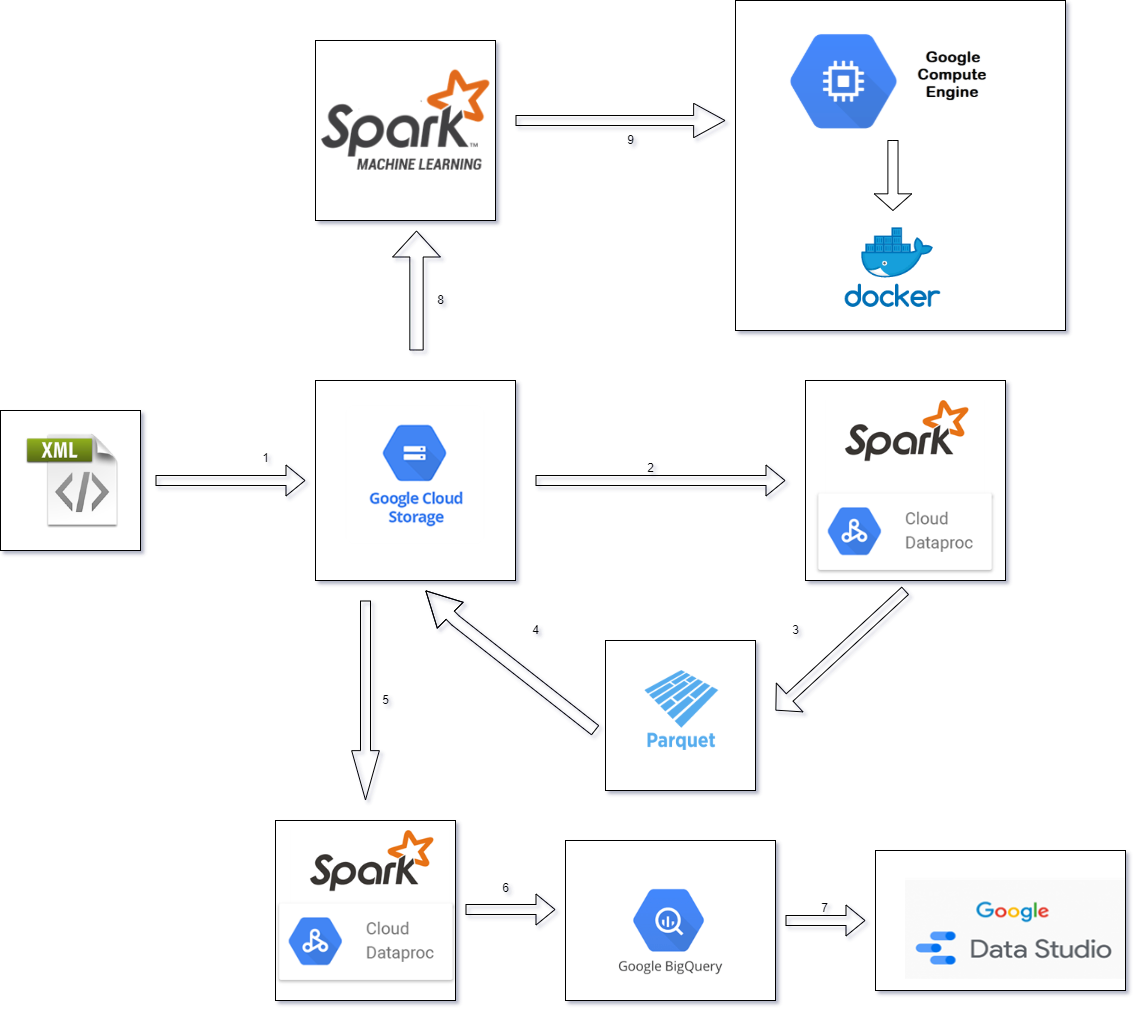 Spark™
MACHINE LEARNING
9
Google
Compute
Engine
docker
8
XML
1
Google Cloud
Storage
2
Spark
Cloud
Dataproc
3
4
Parquet
5
Spark
Cloud
Dataproc
6
Google BigQuery
7
Google
Data Studio